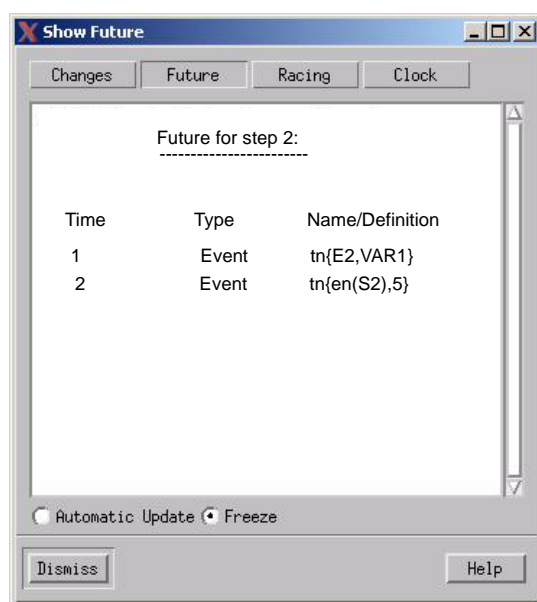 Show Future
Changes Future Racing Clock
Future for step 2:
------------------------
Time Type Name/Definition
1 Event tn{E2,VAR1}
2 Event tn{en(S2),5}
Automatic Update Freeze
Dismiss Help